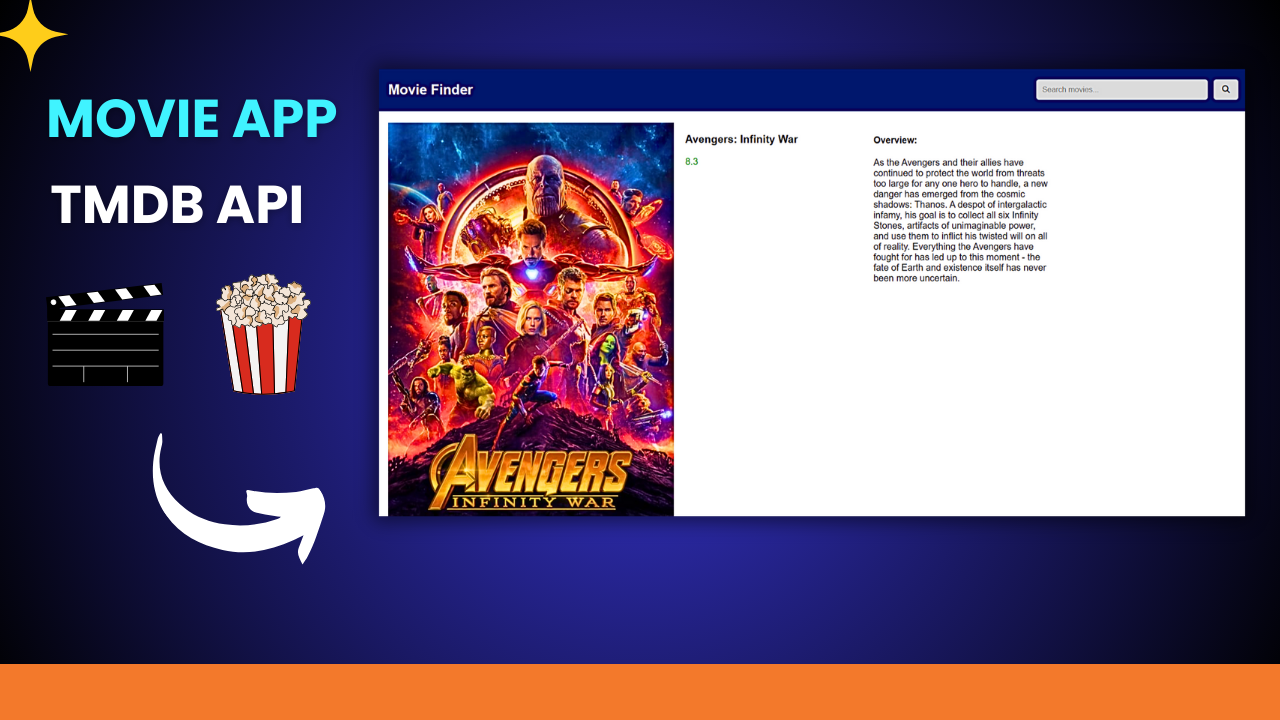 MOVIE APP
TMDB API
Movie Finder
Search movies...
Avengers: Infinity War
8.3
Overview:
As the Avengers and their allies have
continued to protect the world from threats
too large for any one hero to handle, a new
danger has emerged from the cosmic
shadows: Thanos. A despot of intergalactic
infamy, his goal is to collect all six Infinity
Stones, artifacts of unimaginable power,
and use them to inflict his twisted will on all
of reality. Everything the Avengers have
fought for has led up to this moment - the
fate of Earth and existence itself has never
been more uncertain.
AVENGERS
INFINITY WAR